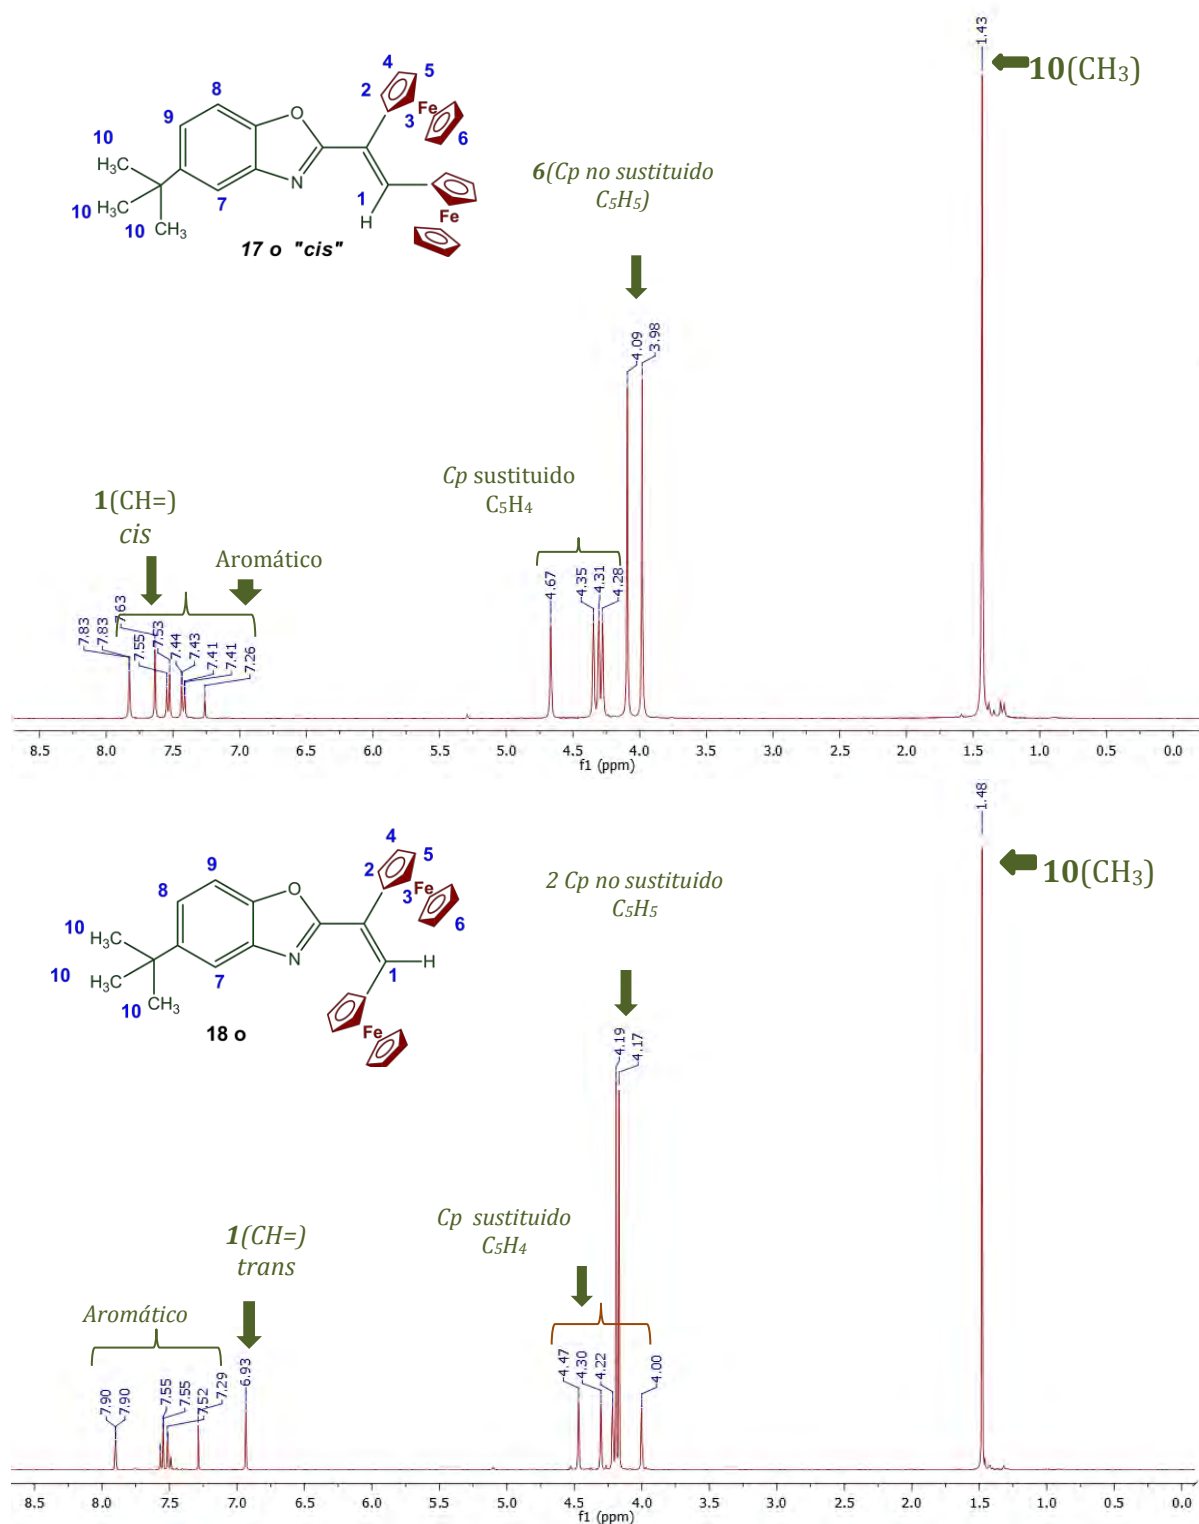 1.43
10(CH3)
4
8
2
5
O
Fe
9
3
6
10
H3C
N
1
7
H3C
10
CH3
10
H
Fe
17 o "cis"
6(Cp no sustituido
C5H5)
4.09
3.98
Cp sustituido
C5H4
1(CH=)
cis
Aromático
7.83
7.83
7.63
7.55
7.53
7.44
7.43
7.41
7.41
7.26
4.67
4.35
4.31
4.28
8.5 8.0 7.5 7.0 6.5 6.0 5.5 5.0 4.5 4.0 3.5 3.0 2.5 2.0 1.5 1.0 0.5 0.0
f1 (ppm)
1.48
10(CH3)
4
9
2
5
O
Fe
8
3
6
10
H3C
N
1
H
10
H3C
7
10
CH3
Fe
18 o
2 Cp no sustituido
C5H5
4.19
4.17
Cp sustituido
C5H4
1(CH=)
trans
Aromático
7.90
7.90
7.55
7.55
7.52
7.29
6.93
4.47
4.30
4.22
4.00
8.5 8.0 7.5 7.0 6.5 6.0 5.5 5.0 4.5 4.0 3.5 3.0 2.5 2.0 1.5 1.0 0.5 0.0
f1 (ppm)